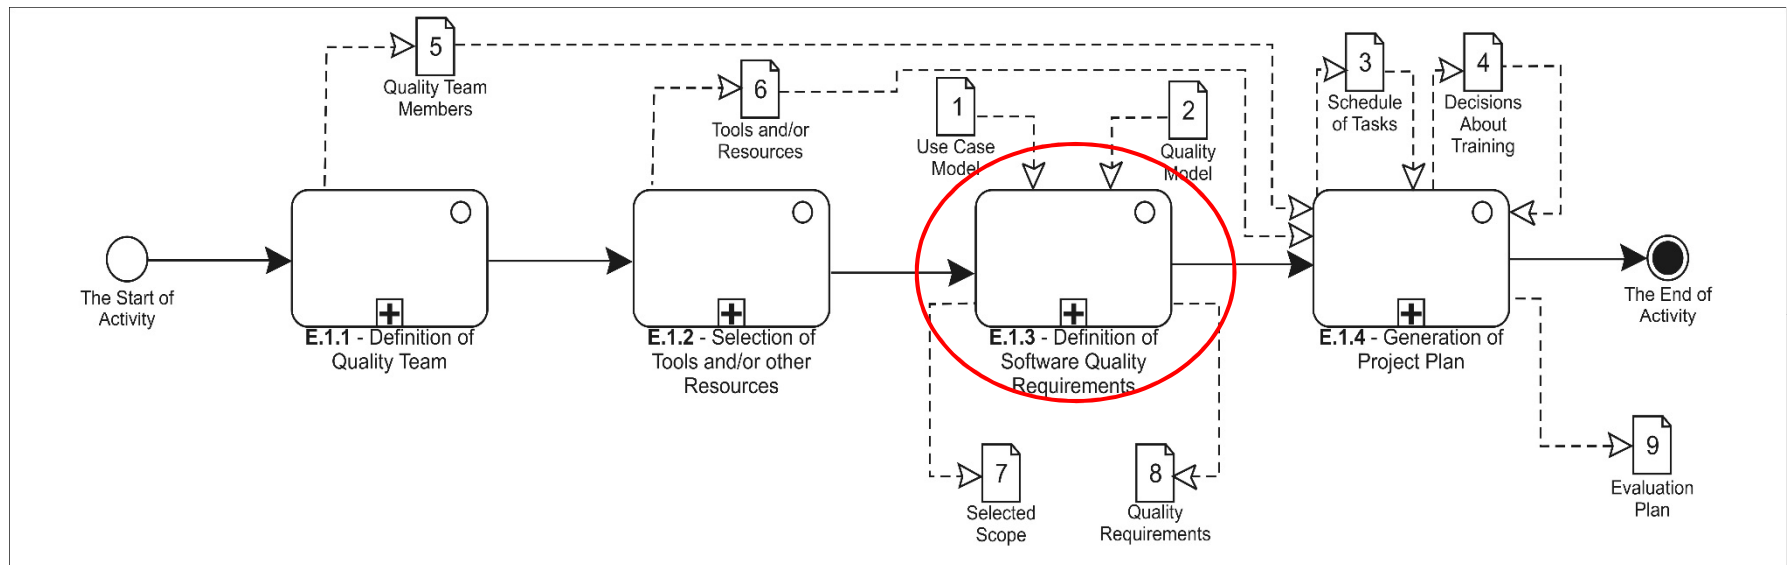 5
Quality Team
Members
6
Tools and/or
Resources
1
Use Case
Model
2
Quality
Model
3
Schedule
of Tasks
4
Decisions
About
Training
The Start of
Activity
E.1.1 - Definition of
Quality Team
E.1.2 - Selection of
Tools and/or other
Resources
E.1.3 - Definition of
Software Quality
Requirements
E.1.4 - Generation of
Project Plan
The End of
Activity
7
Selected
Scope
8
Quality
Requirements
9
Evaluation
Plan